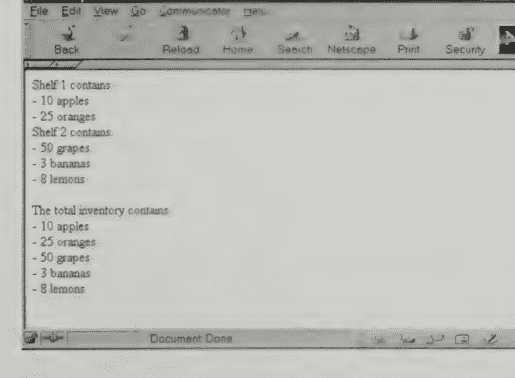 File Edit View Go Communicator Help
Back Reload Home Search Netscape Print Security
Shelf 1 contains
- 10 apples
- 25 oranges
Shelf 2 contains
- 50 grapes
- 3 bananas
- 8 lemons
The total inventory contains
- 10 apples
- 25 oranges
- 50 grapes
- 3 bananas
- 8 lemons
Document Done